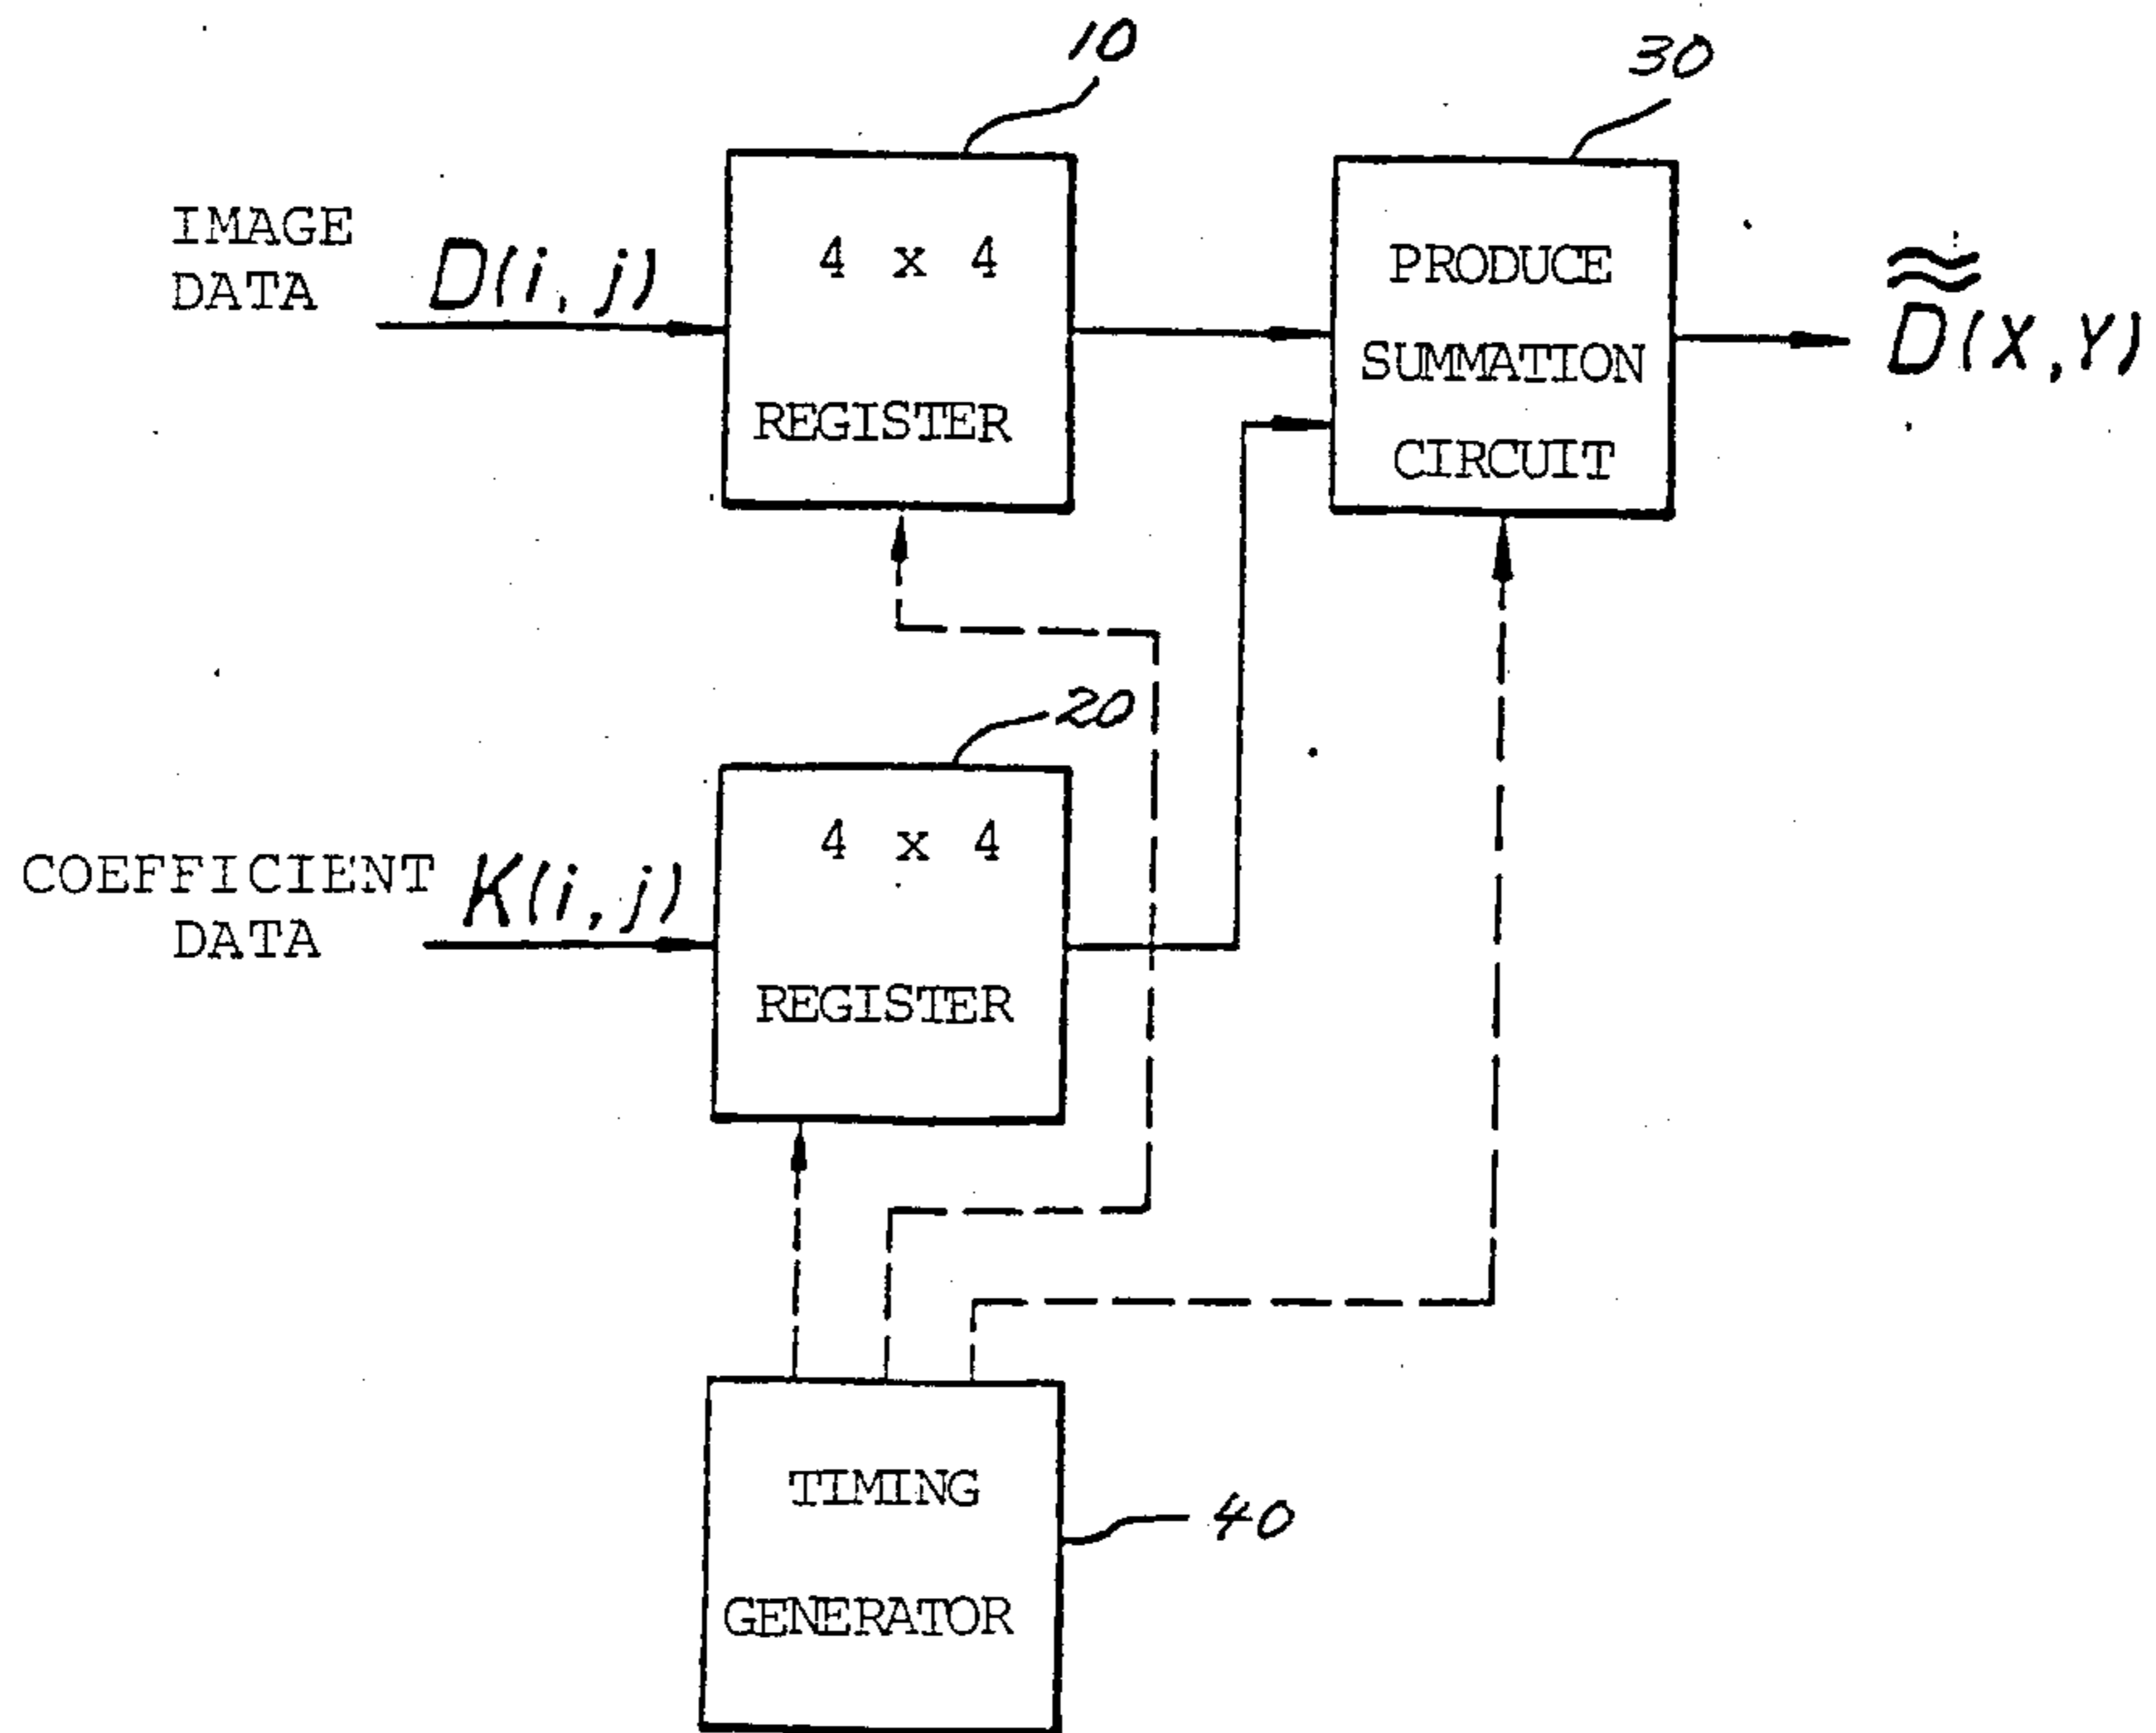 10
30
IMAGE
DATA
D(i, j)
4 x 4
REGISTER
PRODUCE
SUMMATION
CIRCUIT
≈D(X,Y)
20
COEFFICIENT
DATA
K(i, j)
4 x 4
REGISTER
TIMING
GENERATOR
40